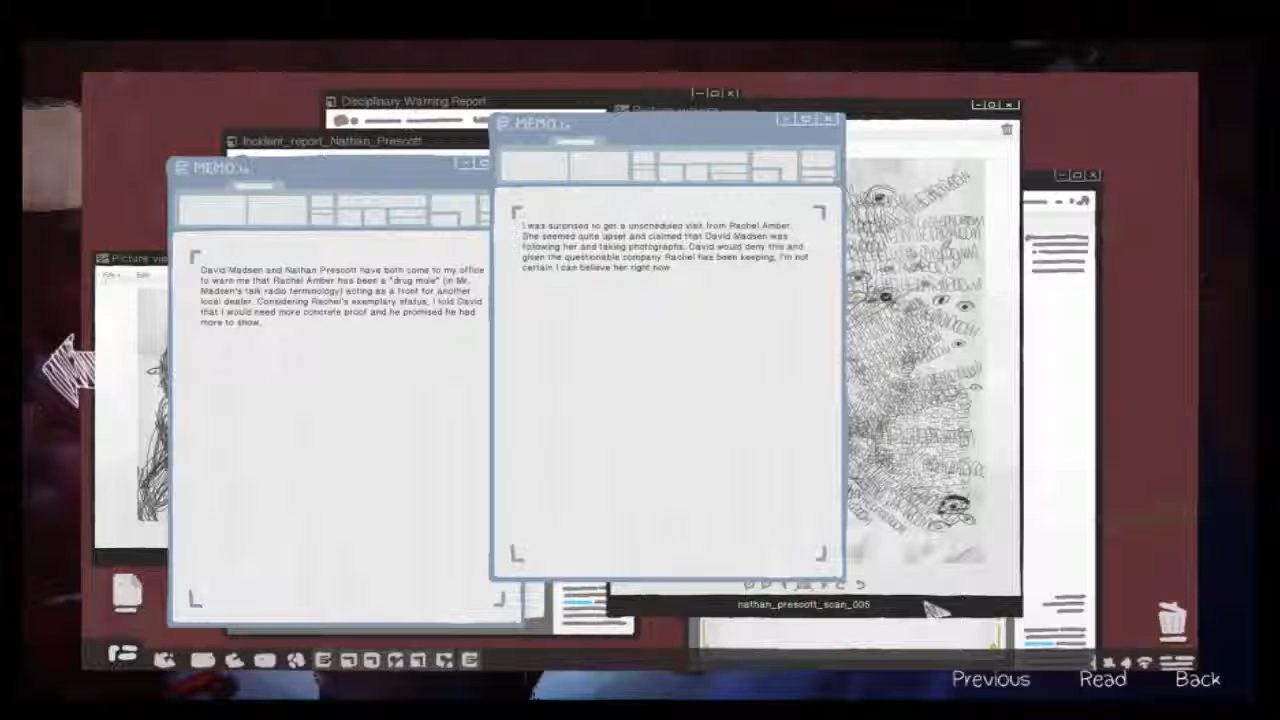 Disciplinary Warning Report
Incident_report_Nathan_Prescott
MEMO
David Madsen and Nathan Prescott have both come to my office
to warn me that Rachel Amber has been a "drug mule" (in Mr.
Madsen's talk radio terminology) acting as a front for another
local dealer. Considering Rachel's exemplary status, I told David
that I would need more concrete proof and he promised he had
more to show.
MEMO
I was surprised to get a unscheduled visit from Rachel Amber.
She seemed quite upset and claimed that David Madsen was
following her and taking photographs. David would deny this and
given the questionable company Rachel has been keeping, I'm not
certain I can believe her right now.
Picture vie
nathan_prescott_scan_005
Previous
Read
Back